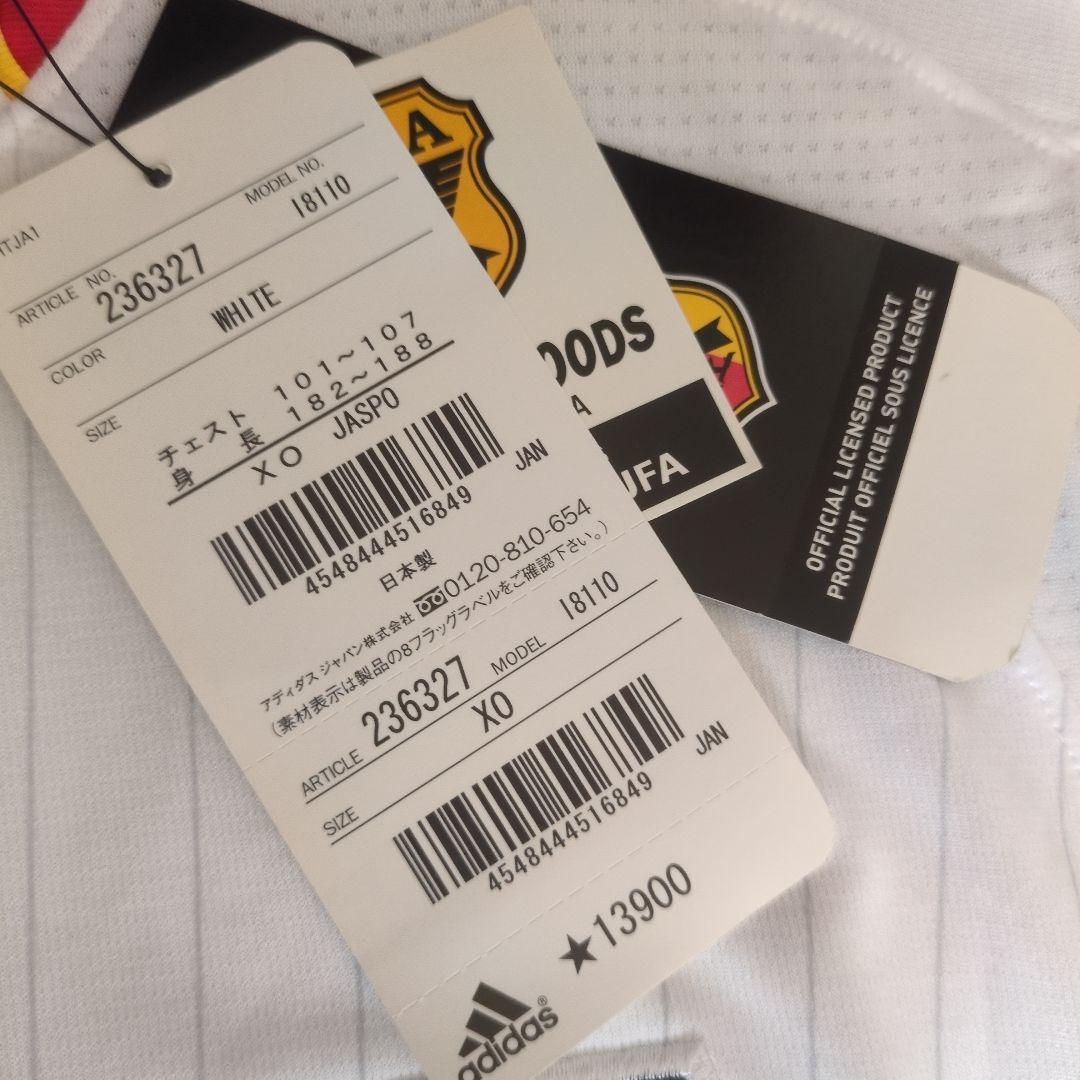 ITJA1
ARTICLE NO. MODEL NO.
236327 I8110
COLOR
WHITE
SIZE
チェスト 101~107
身長 182~188
XO JASPO
4548444516849 JAN
日本製
アディダス ジャパン株式会社 0120-810-654
(素材表示は製品の8フラッグラベルをご確認下さい。)
ARTICLE 236327 MODEL I8110
SIZE XO
4548444516849 JAN
★13900
adidas®
A
OODS
A
UFA
OFFICIAL LICENSED PRODUCT
PRODUIT OFFICIEL SOUS LICENCE